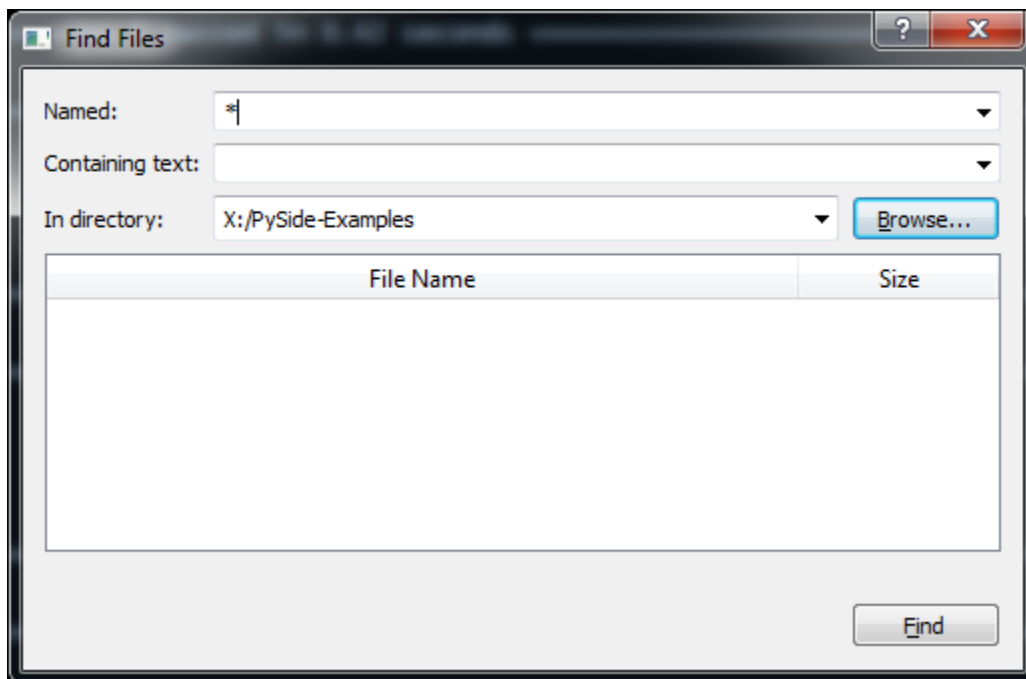 Find Files
Named: *
Containing text:
In directory: X:/PySide-Examples Browse...
File Name Size
Find